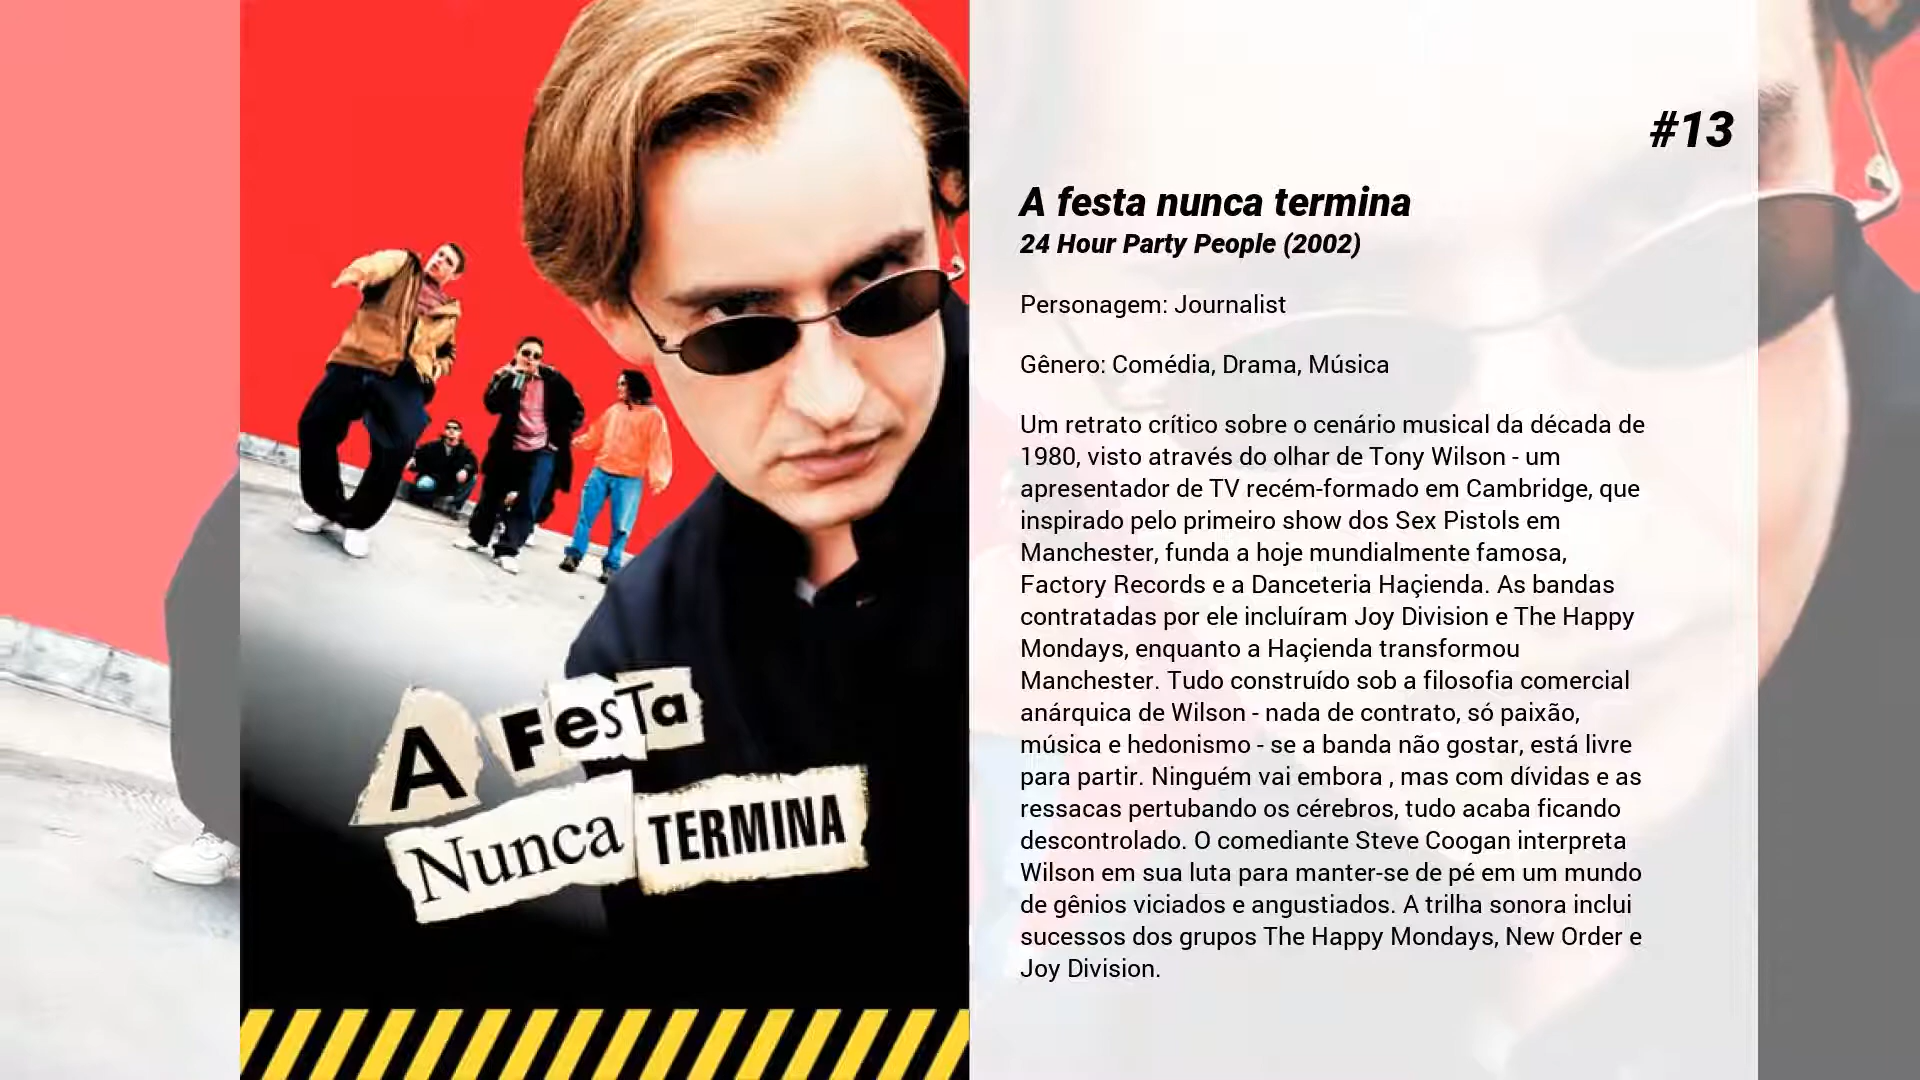 A FesTa
Nunca TERMINA
#13
A festa nunca termina
24 Hour Party People (2002)
Personagem: Journalist
Gênero: Comédia, Drama, Música
Um retrato crítico sobre o cenário musical da década de
1980, visto através do olhar de Tony Wilson - um
apresentador de TV recém-formado em Cambridge, que
inspirado pelo primeiro show dos Sex Pistols em
Manchester, funda a hoje mundialmente famosa,
Factory Records e a Danceteria Haçienda. As bandas
contratadas por ele incluíram Joy Division e The Happy
Mondays, enquanto a Haçienda transformou
Manchester. Tudo construído sob a filosofia comercial
anárquica de Wilson - nada de contrato, só paixão,
música e hedonismo - se a banda não gostar, está livre
para partir. Ninguém vai embora , mas com dívidas e as
ressacas pertubando os cérebros, tudo acaba ficando
descontrolado. O comediante Steve Coogan interpreta
Wilson em sua luta para manter-se de pé em um mundo
de gênios viciados e angustiados. A trilha sonora inclui
sucessos dos grupos The Happy Mondays, New Order e
Joy Division.